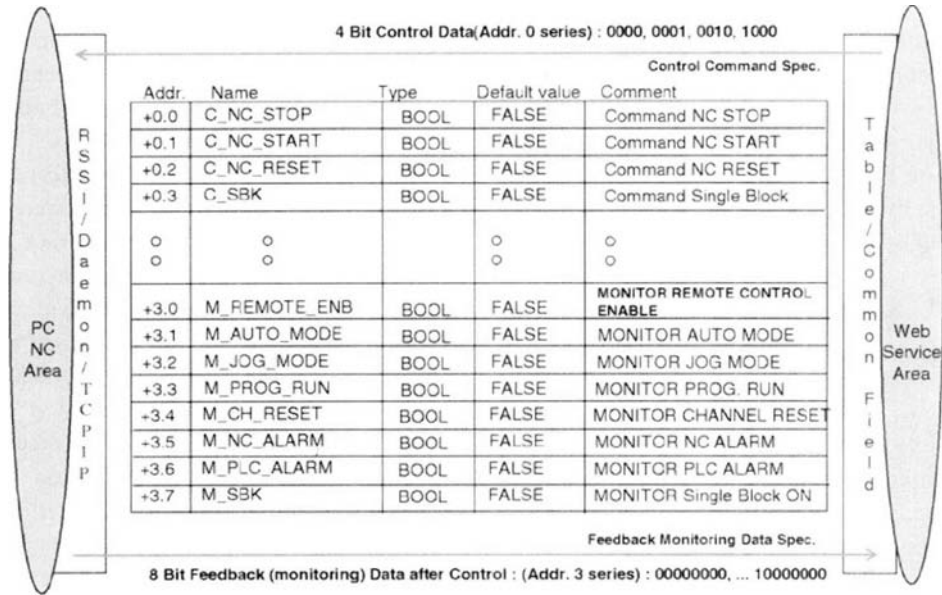 4 Bit Control Data(Addr. 0 series) : 0000, 0001, 0010, 1000
Control Command Spec.
Addr. Name Type Default value Comment
+0.0 C_NC_STOP BOOL FALSE Command NC STOP
+0.1 C_NC_START BOOL FALSE Command NC START
+0.2 C_NC_RESET BOOL FALSE Command NC RESET
+0.3 C_SBK BOOL FALSE Command Single Block
+3.0 M_REMOTE_ENB BOOL FALSE MONITOR REMOTE CONTROL ENABLE
+3.1 M_AUTO_MODE BOOL FALSE MONITOR AUTO MODE
+3.2 M_JOG_MODE BOOL FALSE MONITOR JOG MODE
+3.3 M_PROG_RUN BOOL FALSE MONITOR PROG. RUN
+3.4 M_CH_RESET BOOL FALSE MONITOR CHANNEL RESET
+3.5 M_NC_ALARM BOOL FALSE MONITOR NC ALARM
+3.6 M_PLC_ALARM BOOL FALSE MONITOR PLC ALARM
+3.7 M_SBK BOOL FALSE MONITOR Single Block ON
Feedback Monitoring Data Spec.
8 Bit Feedback (monitoring) Data after Control : (Addr. 3 series) : 00000000, ... 10000000
PC
NC
Area
RSSI/Daemon/TCPIP
Table/Common Field
Web
Service
Area